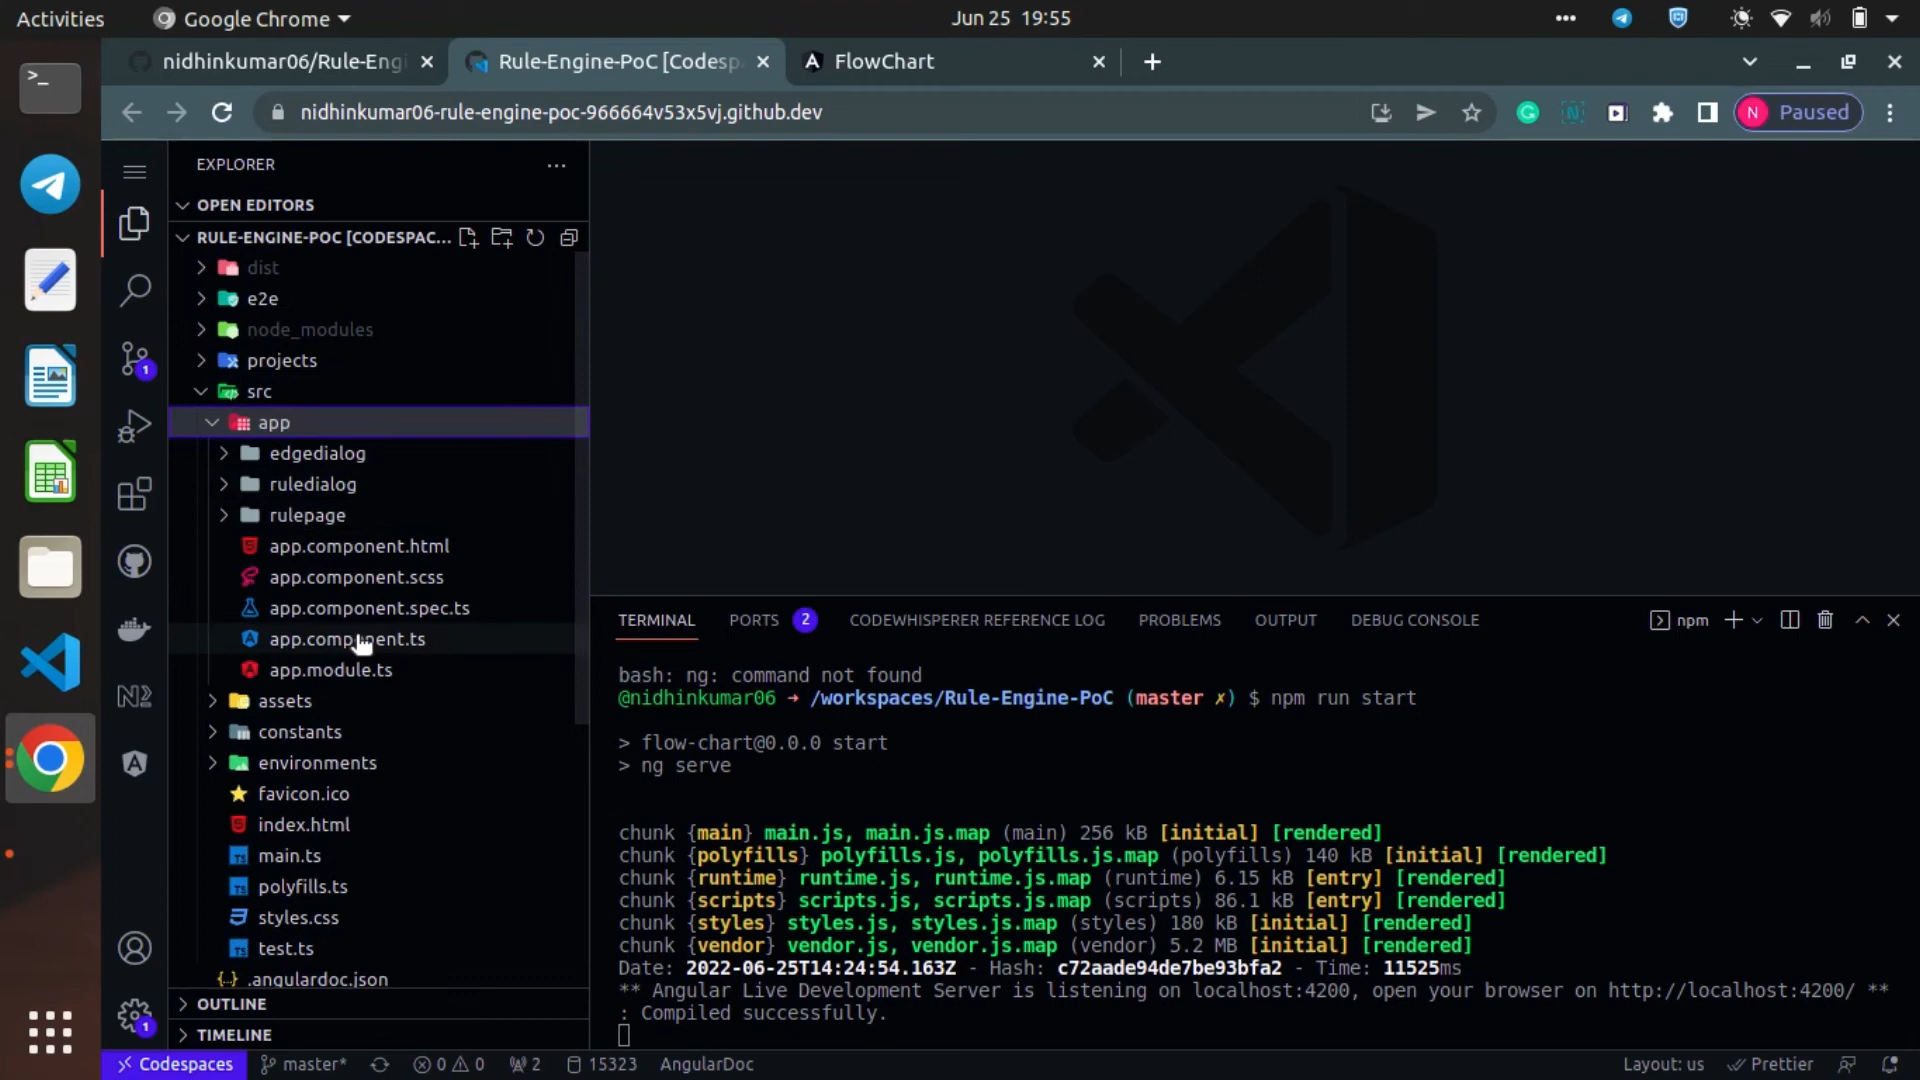 Activities
Google Chrome
Jun 25 19:55
nidhinkumar06/Rule-Engi
Rule-Engine-PoC [Codesp
FlowChart
nidhinkumar06-rule-engine-poc-966664v53x5vj.github.dev
N Paused
EXPLORER
OPEN EDITORS
RULE-ENGINE-POC [CODESPAC...
dist
e2e
node_modules
projects
src
app
edgedialog
ruledialog
rulepage
app.component.html
app.component.scss
app.component.spec.ts
app.component.ts
app.module.ts
assets
constants
environments
favicon.ico
index.html
main.ts
polyfills.ts
styles.css
test.ts
.angulardoc.json
OUTLINE
TIMELINE
1
1
TERMINAL PORTS 2 CODEWHISPERER REFERENCE LOG PROBLEMS OUTPUT DEBUG CONSOLE npm
bash: ng: command not found
@nidhinkumar06 → /workspaces/Rule-Engine-PoC (master ✗) $ npm run start
> flow-chart@0.0.0 start
> ng serve
chunk {main} main.js, main.js.map (main) 256 kB [initial] [rendered]
chunk {polyfills} polyfills.js, polyfills.js.map (polyfills) 140 kB [initial] [rendered]
chunk {runtime} runtime.js, runtime.js.map (runtime) 6.15 kB [entry] [rendered]
chunk {scripts} scripts.js, scripts.js.map (scripts) 86.1 kB [entry] [rendered]
chunk {styles} styles.js, styles.js.map (styles) 180 kB [initial] [rendered]
chunk {vendor} vendor.js, vendor.js.map (vendor) 5.2 MB [initial] [rendered]
Date: 2022-06-25T14:24:54.163Z - Hash: c72aade94de7be93bfa2 - Time: 11525ms
** Angular Live Development Server is listening on localhost:4200, open your browser on http://localhost:4200/ **
: Compiled successfully.
Codespaces master* 0 0 2 15323 AngularDoc Layout: us Prettier